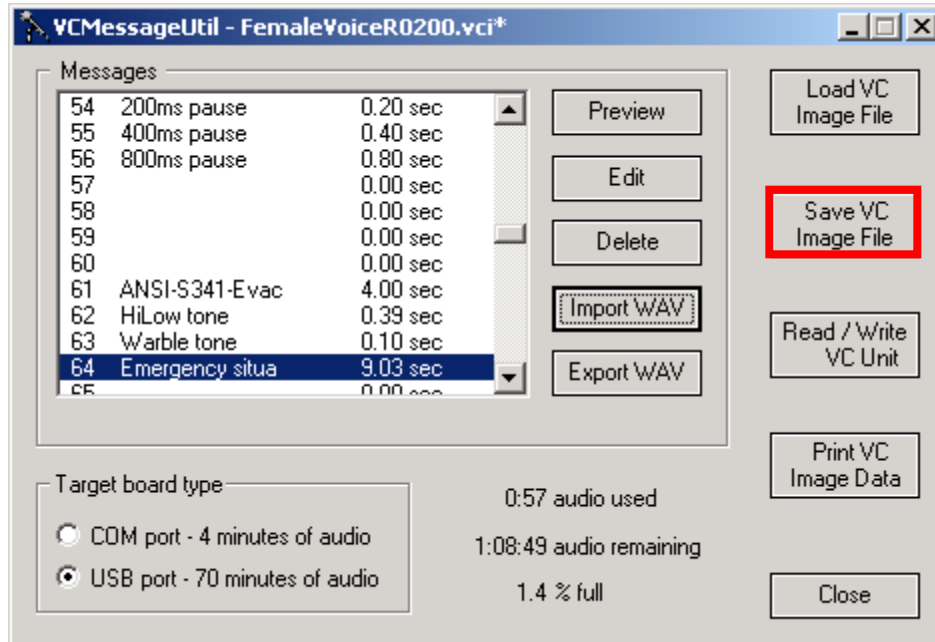 VCMessageUtil - FemaleVoiceR0200.vci*
Messages
54 200ms pause 0.20 sec
55 400ms pause 0.40 sec
56 800ms pause 0.80 sec
57 0.00 sec
58 0.00 sec
59 0.00 sec
60 0.00 sec
61 ANSI-S341-Evac 4.00 sec
62 HiLow tone 0.39 sec
63 Warble tone 0.10 sec
64 Emergency situa 9.03 sec
65 0.00 sec
Preview
Edit
Delete
Import WAV
Export WAV
Load VC
Image File
Save VC
Image File
Read / Write
VC Unit
Print VC
Image Data
Close
Target board type
COM port - 4 minutes of audio
USB port - 70 minutes of audio
0:57 audio used
1:08:49 audio remaining
1.4 % full